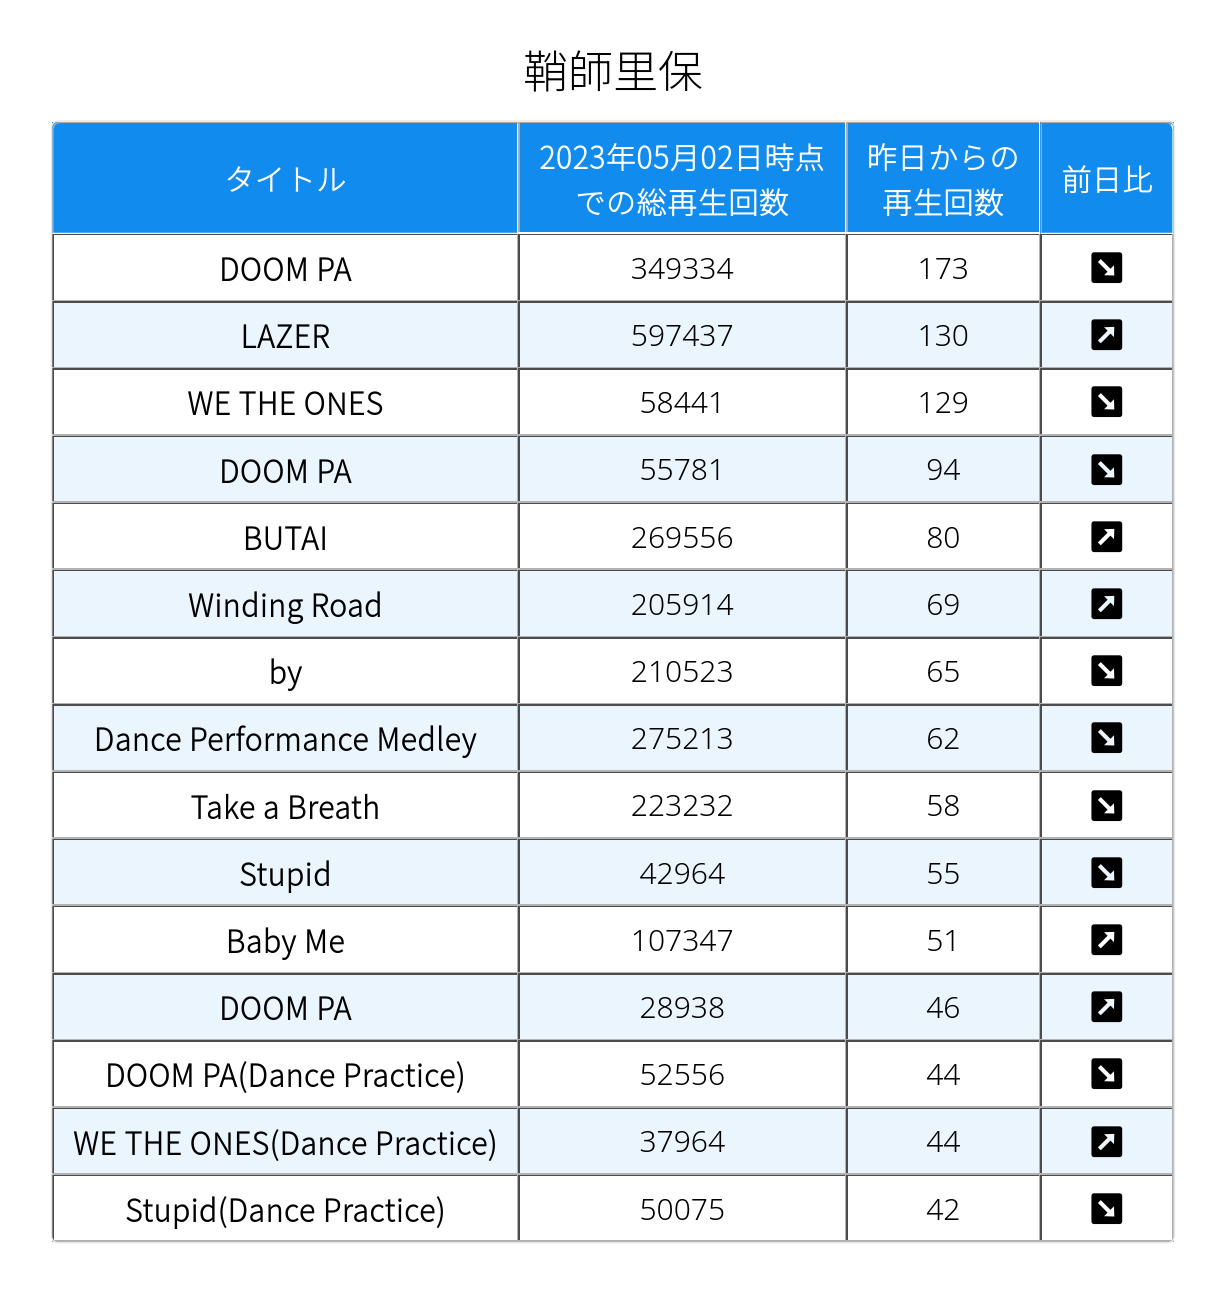 鞘師里保
タイトル 2023年05月02日時点での総再生回数 昨日からの再生回数 前日比
DOOM PA 349334 173 ↘
LAZER 597437 130 ↗
WE THE ONES 58441 129 ↘
DOOM PA 55781 94 ↘
BUTAI 269556 80 ↗
Winding Road 205914 69 ↗
by 210523 65 ↘
Dance Performance Medley 275213 62 ↘
Take a Breath 223232 58 ↘
Stupid 42964 55 ↘
Baby Me 107347 51 ↗
DOOM PA 28938 46 ↗
DOOM PA(Dance Practice) 52556 44 ↘
WE THE ONES(Dance Practice) 37964 44 ↗
Stupid(Dance Practice) 50075 42 ↘